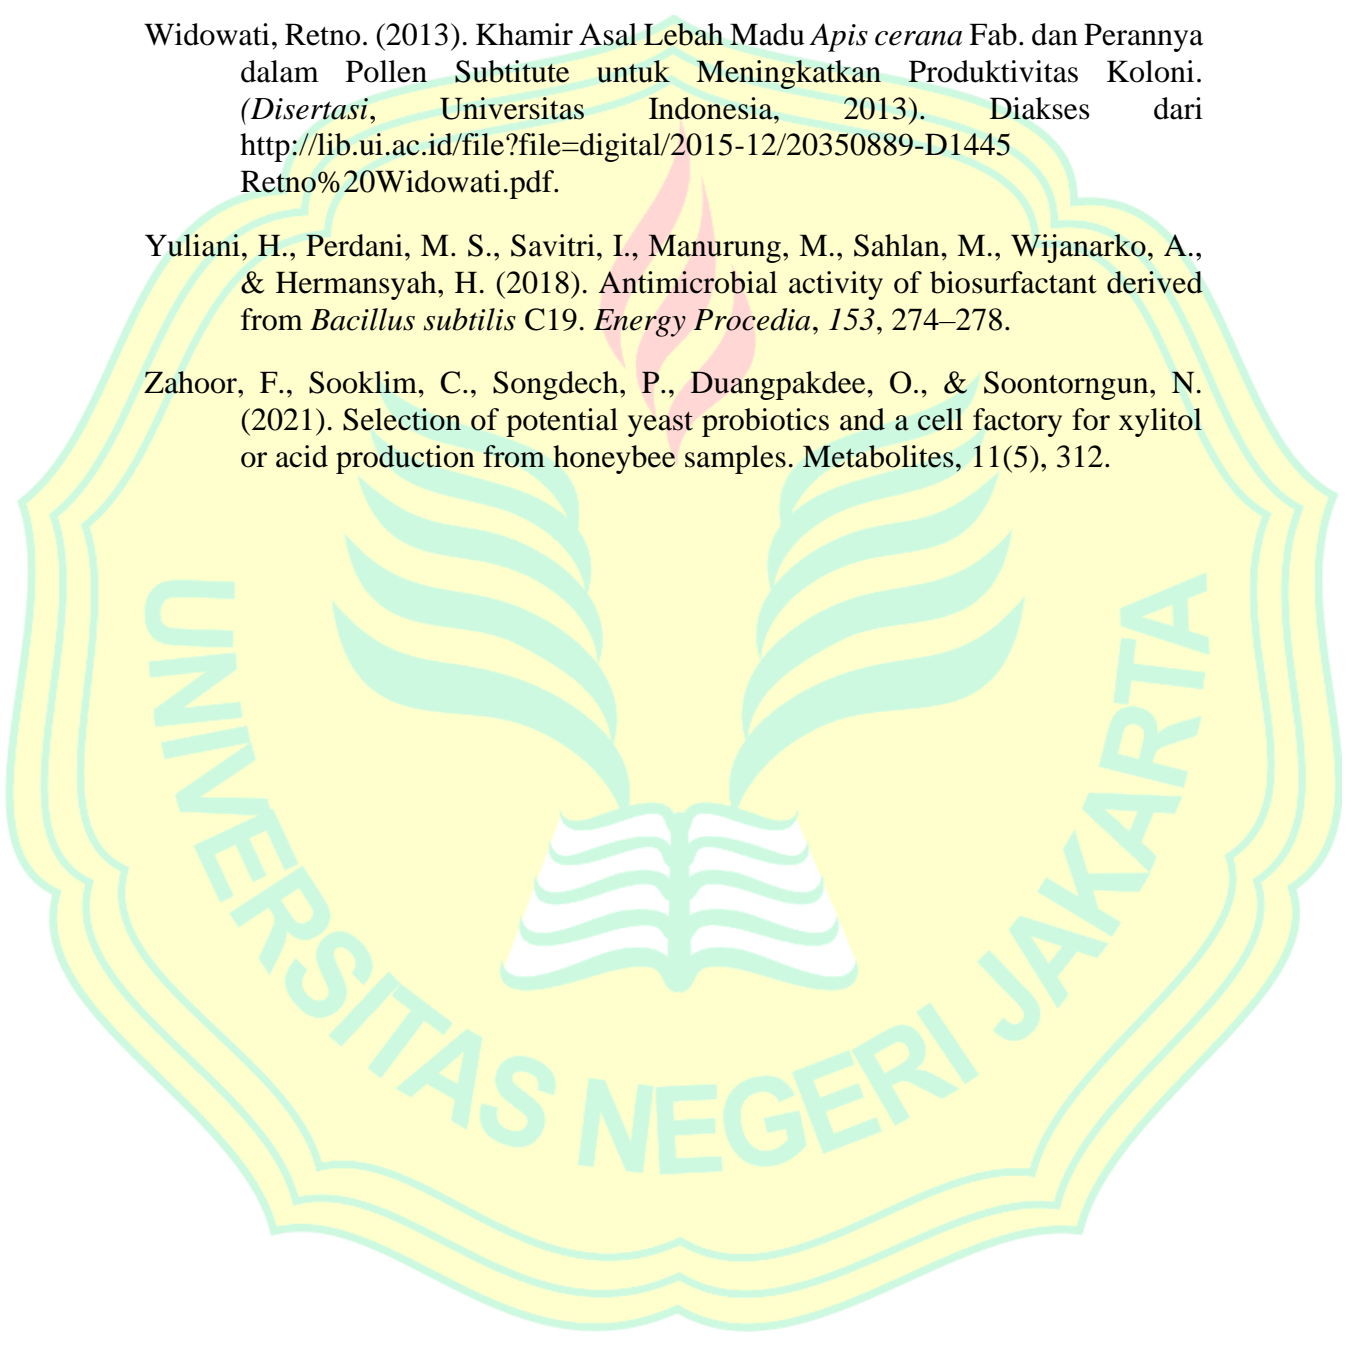 Widowati, Retno. (2013). Khamir Asal Lebah Madu Apis cerana Fab. dan Perannya
dalam Pollen Subtitute untuk Meningkatkan Produktivitas Koloni.
(Disertasi, Universitas Indonesia, 2013). Diakses dari
http://lib.ui.ac.id/file?file=digital/2015-12/20350889-D1445
Retno%20Widowati.pdf.
Yuliani, H., Perdani, M. S., Savitri, I., Manurung, M., Sahlan, M., Wijanarko, A.,
& Hermansyah, H. (2018). Antimicrobial activity of biosurfactant derived
from Bacillus subtilis C19. Energy Procedia, 153, 274–278.
Zahoor, F., Sooklim, C., Songdech, P., Duangpakdee, O., & Soontorngun, N.
(2021). Selection of potential yeast probiotics and a cell factory for xylitol
or acid production from honeybee samples. Metabolites, 11(5), 312.
UNIVERSITAS NEGERI JAKARTA